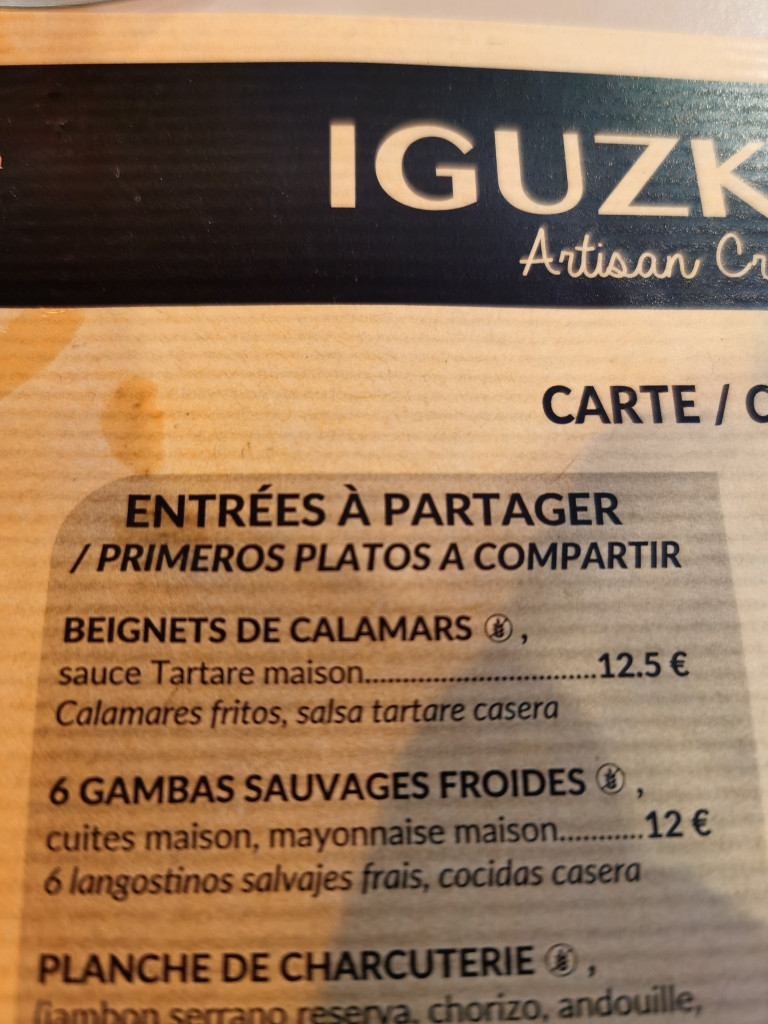 IGUZK
Artisan Cr
CARTE / C
ENTRÉES À PARTAGER
/ PRIMEROS PLATOS A COMPARTIR
BEIGNETS DE CALAMARS ,
sauce Tartare maison..............................12.5 €
Calamares fritos, salsa tartare casera
6 GAMBAS SAUVAGES FROIDES ,
cuites maison, mayonnaise maison...........12 €
6 langostinos salvajes frais, cocidas casera
PLANCHE DE CHARCUTERIE ,
(jambon serrano reserva, chorizo, andouille,